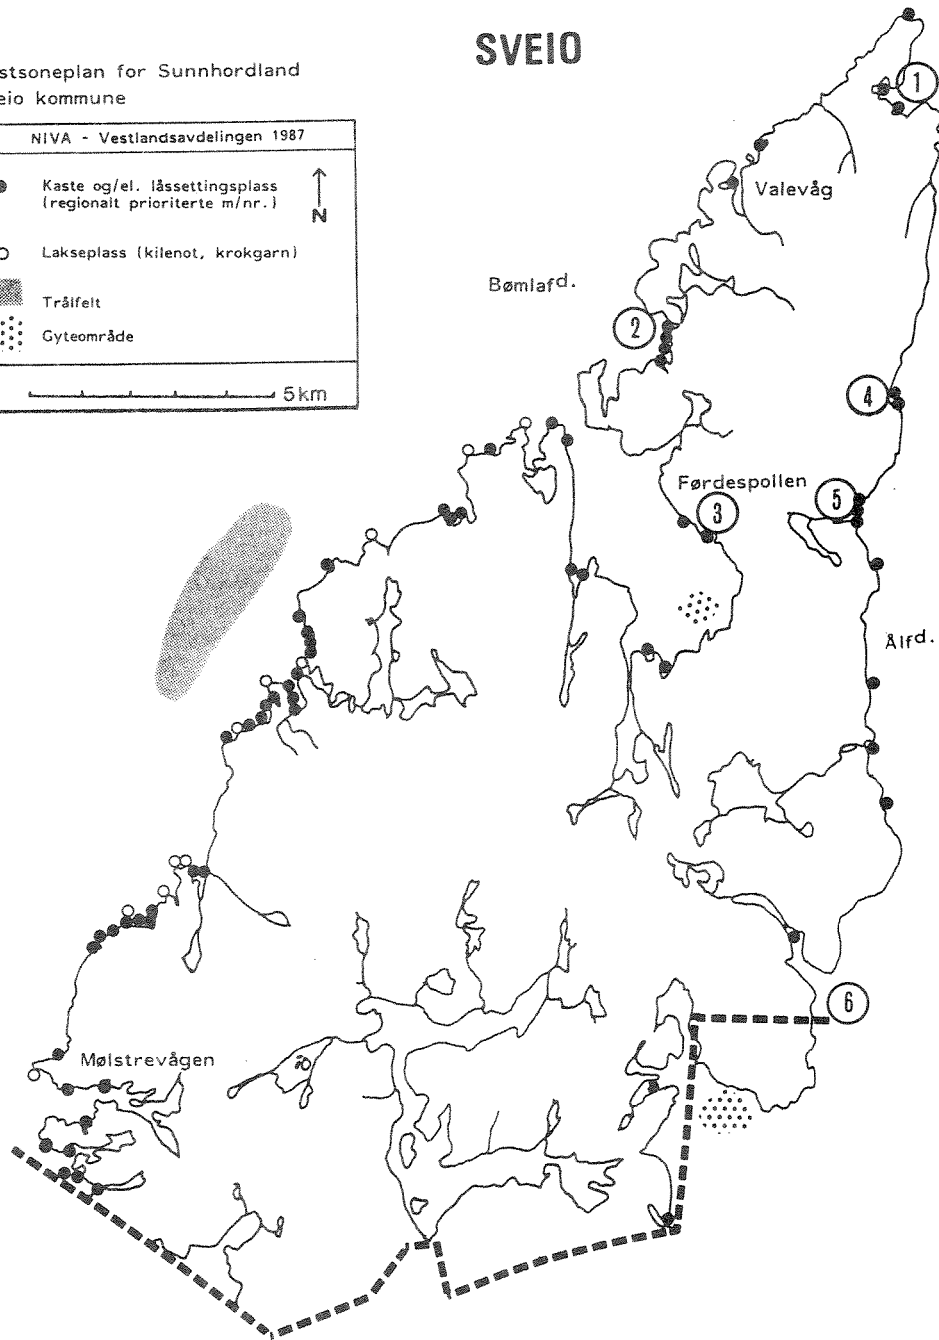 SVEIO
stsoneplan for Sunnhordland
eio kommune
NIVA - Vestlandsavdelingen 1987
Kaste og/el. låssettingsplass
(regionalt prioriterte m/nr.)
N
Lakseplass (kilenot, krokgarn)
Trålfelt
Gyteområde
5km
1
Valevåg
Bømlafd.
2
4
Førdespollen
3
5
Ålfd.
6
Mølstrevågen